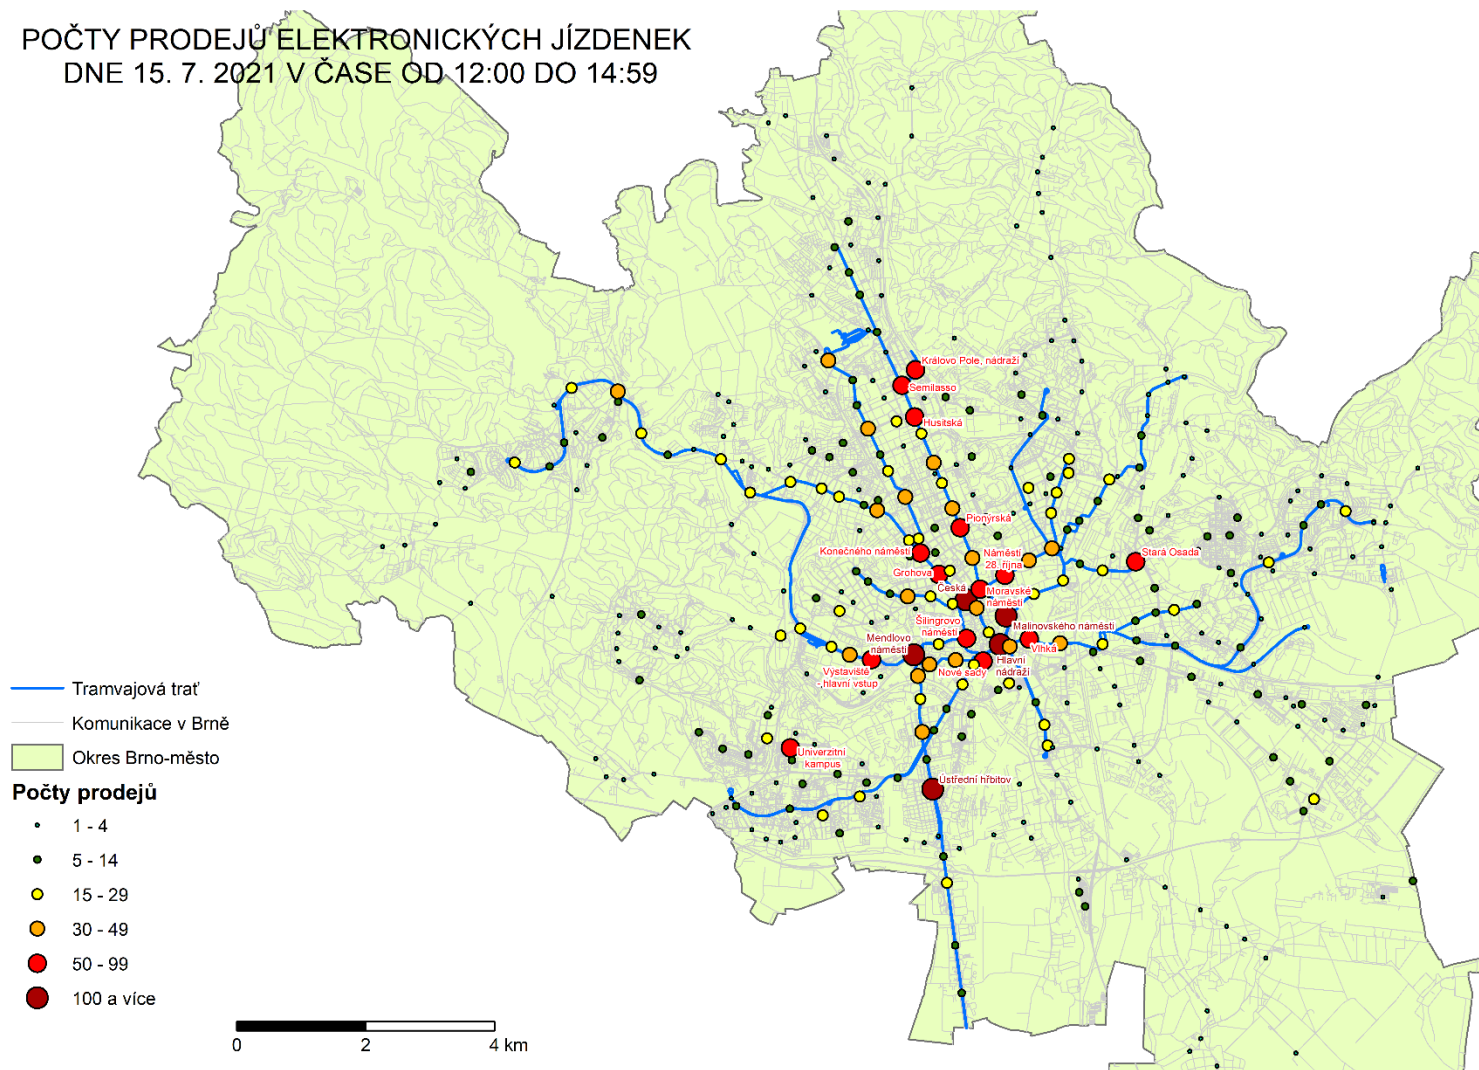 POČTY PRODEJŮ ELEKTRONICKÝCH JÍZDENEK
DNE 15. 7. 2021 V ČASE OD 12:00 DO 14:59
Královo Pole, nádraží
Semilasso
Husitská
Pionýrská
Konečného náměstí
Náměstí
28. října
Stará Osada
Grohova
Česká
Moravské
náměstí
Šilingrovo
náměstí
Malinovského náměstí
Mendlovo
náměstí
Vlhká
Hlavní
nádraží
Nové sady
Výstaviště
-,hlavní vstup
Univerzitní
kampus
Ústřední hřbitov
Tramvajová trať
Komunikace v Brně
Okres Brno-město
Počty prodejů
1 - 4
5 - 14
15 - 29
30 - 49
50 - 99
100 a více
0 2 4 km